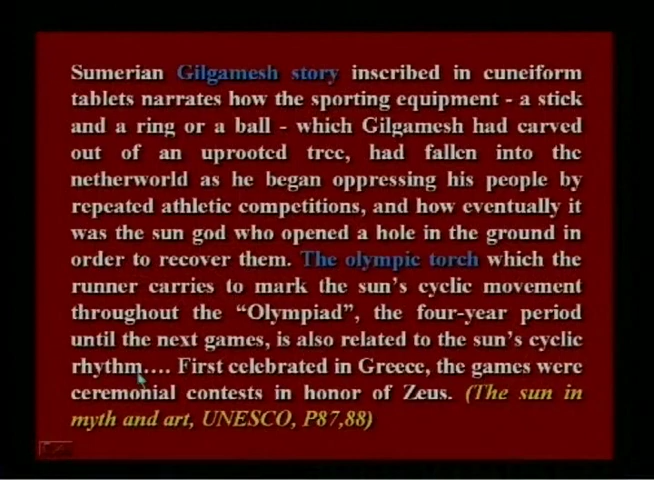 Sumerian Gilgamesh story inscribed in cuneiform
tablets narrates how the sporting equipment - a stick
and a ring or a ball - which Gilgamesh had carved
out of an uprooted tree, had fallen into the
netherworld as he began oppressing his people by
repeated athletic competitions, and how eventually it
was the sun god who opened a hole in the ground in
order to recover them. The olympic torch which the
runner carries to mark the sun's cyclic movement
throughout the “Olympiad”, the four-year period
until the next games, is also related to the sun's cyclic
rhythm.... First celebrated in Greece, the games were
ceremonial contests in honor of Zeus. (The sun in
myth and art, UNESCO, P87,88)